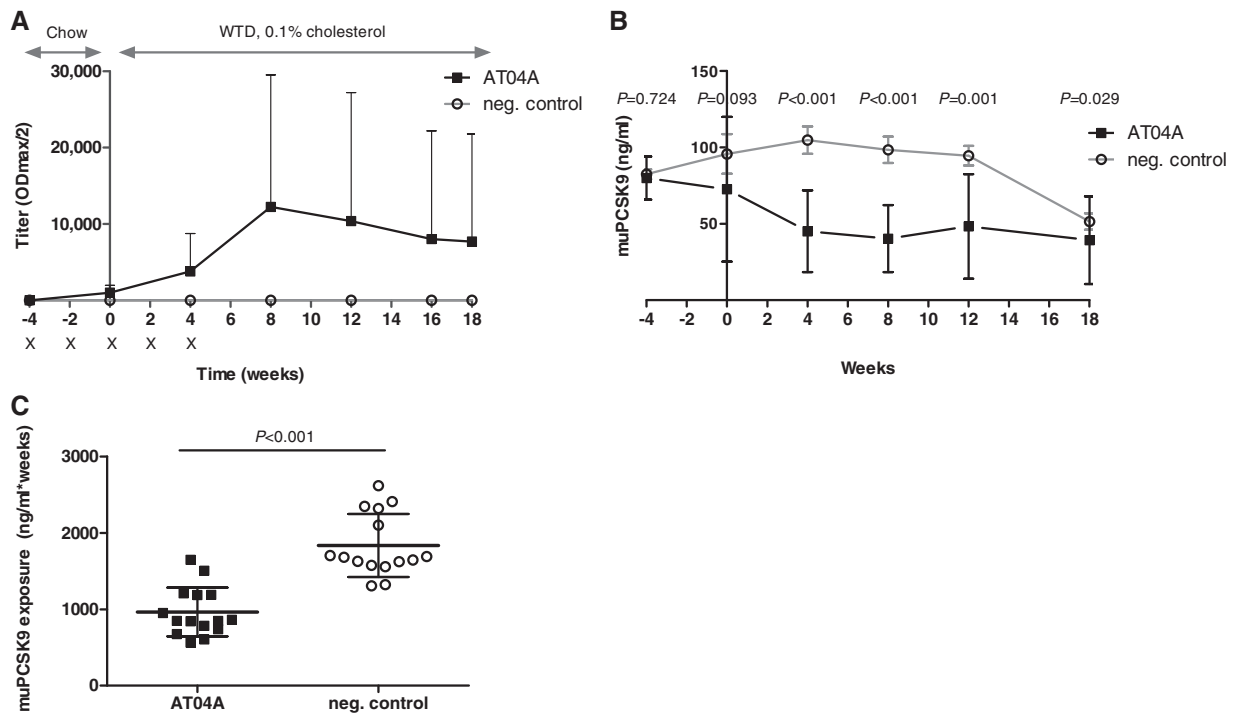 A
Chow
WTD, 0.1% cholesterol
30,000
20,000
10,000
Titer (ODmax/2)
AT04A
neg. control
-4 -2 0 2 4 6 8 10 12 14 16 18
X X X X X
Time (weeks)
B
150
100
50
muPCSK9 (ng/ml)
P=0.724 P=0.093 P<0.001 P<0.001 P=0.001 P=0.029
AT04A
neg. control
-4 -2 0 2 4 6 8 10 12 14 16 18
Weeks
C
muPCSK9 exposure (ng/ml*weeks)
P<0.001
3000
2000
1000
0
AT04A neg. control